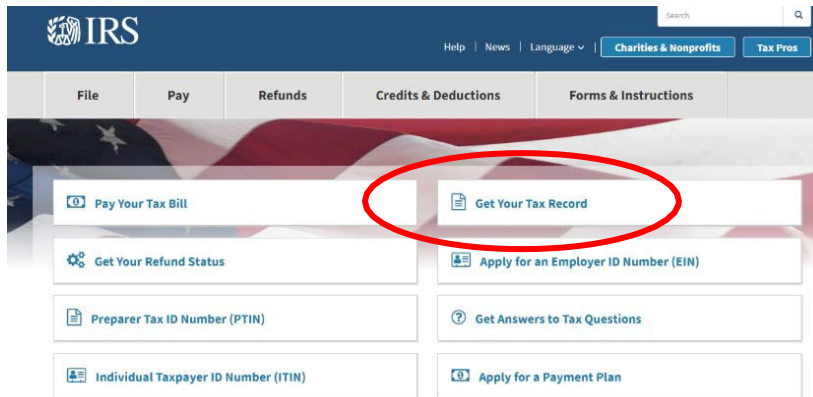 Search
IRS
Help | News | Language | Charities & Nonprofits Tax Pros
File Pay Refunds Credits & Deductions Forms & Instructions
Pay Your Tax Bill Get Your Tax Record
Get Your Refund Status Apply for an Employer ID Number (EIN)
Preparer Tax ID Number (PTIN) Get Answers to Tax Questions
Individual Taxpayer ID Number (ITIN) Apply for a Payment Plan